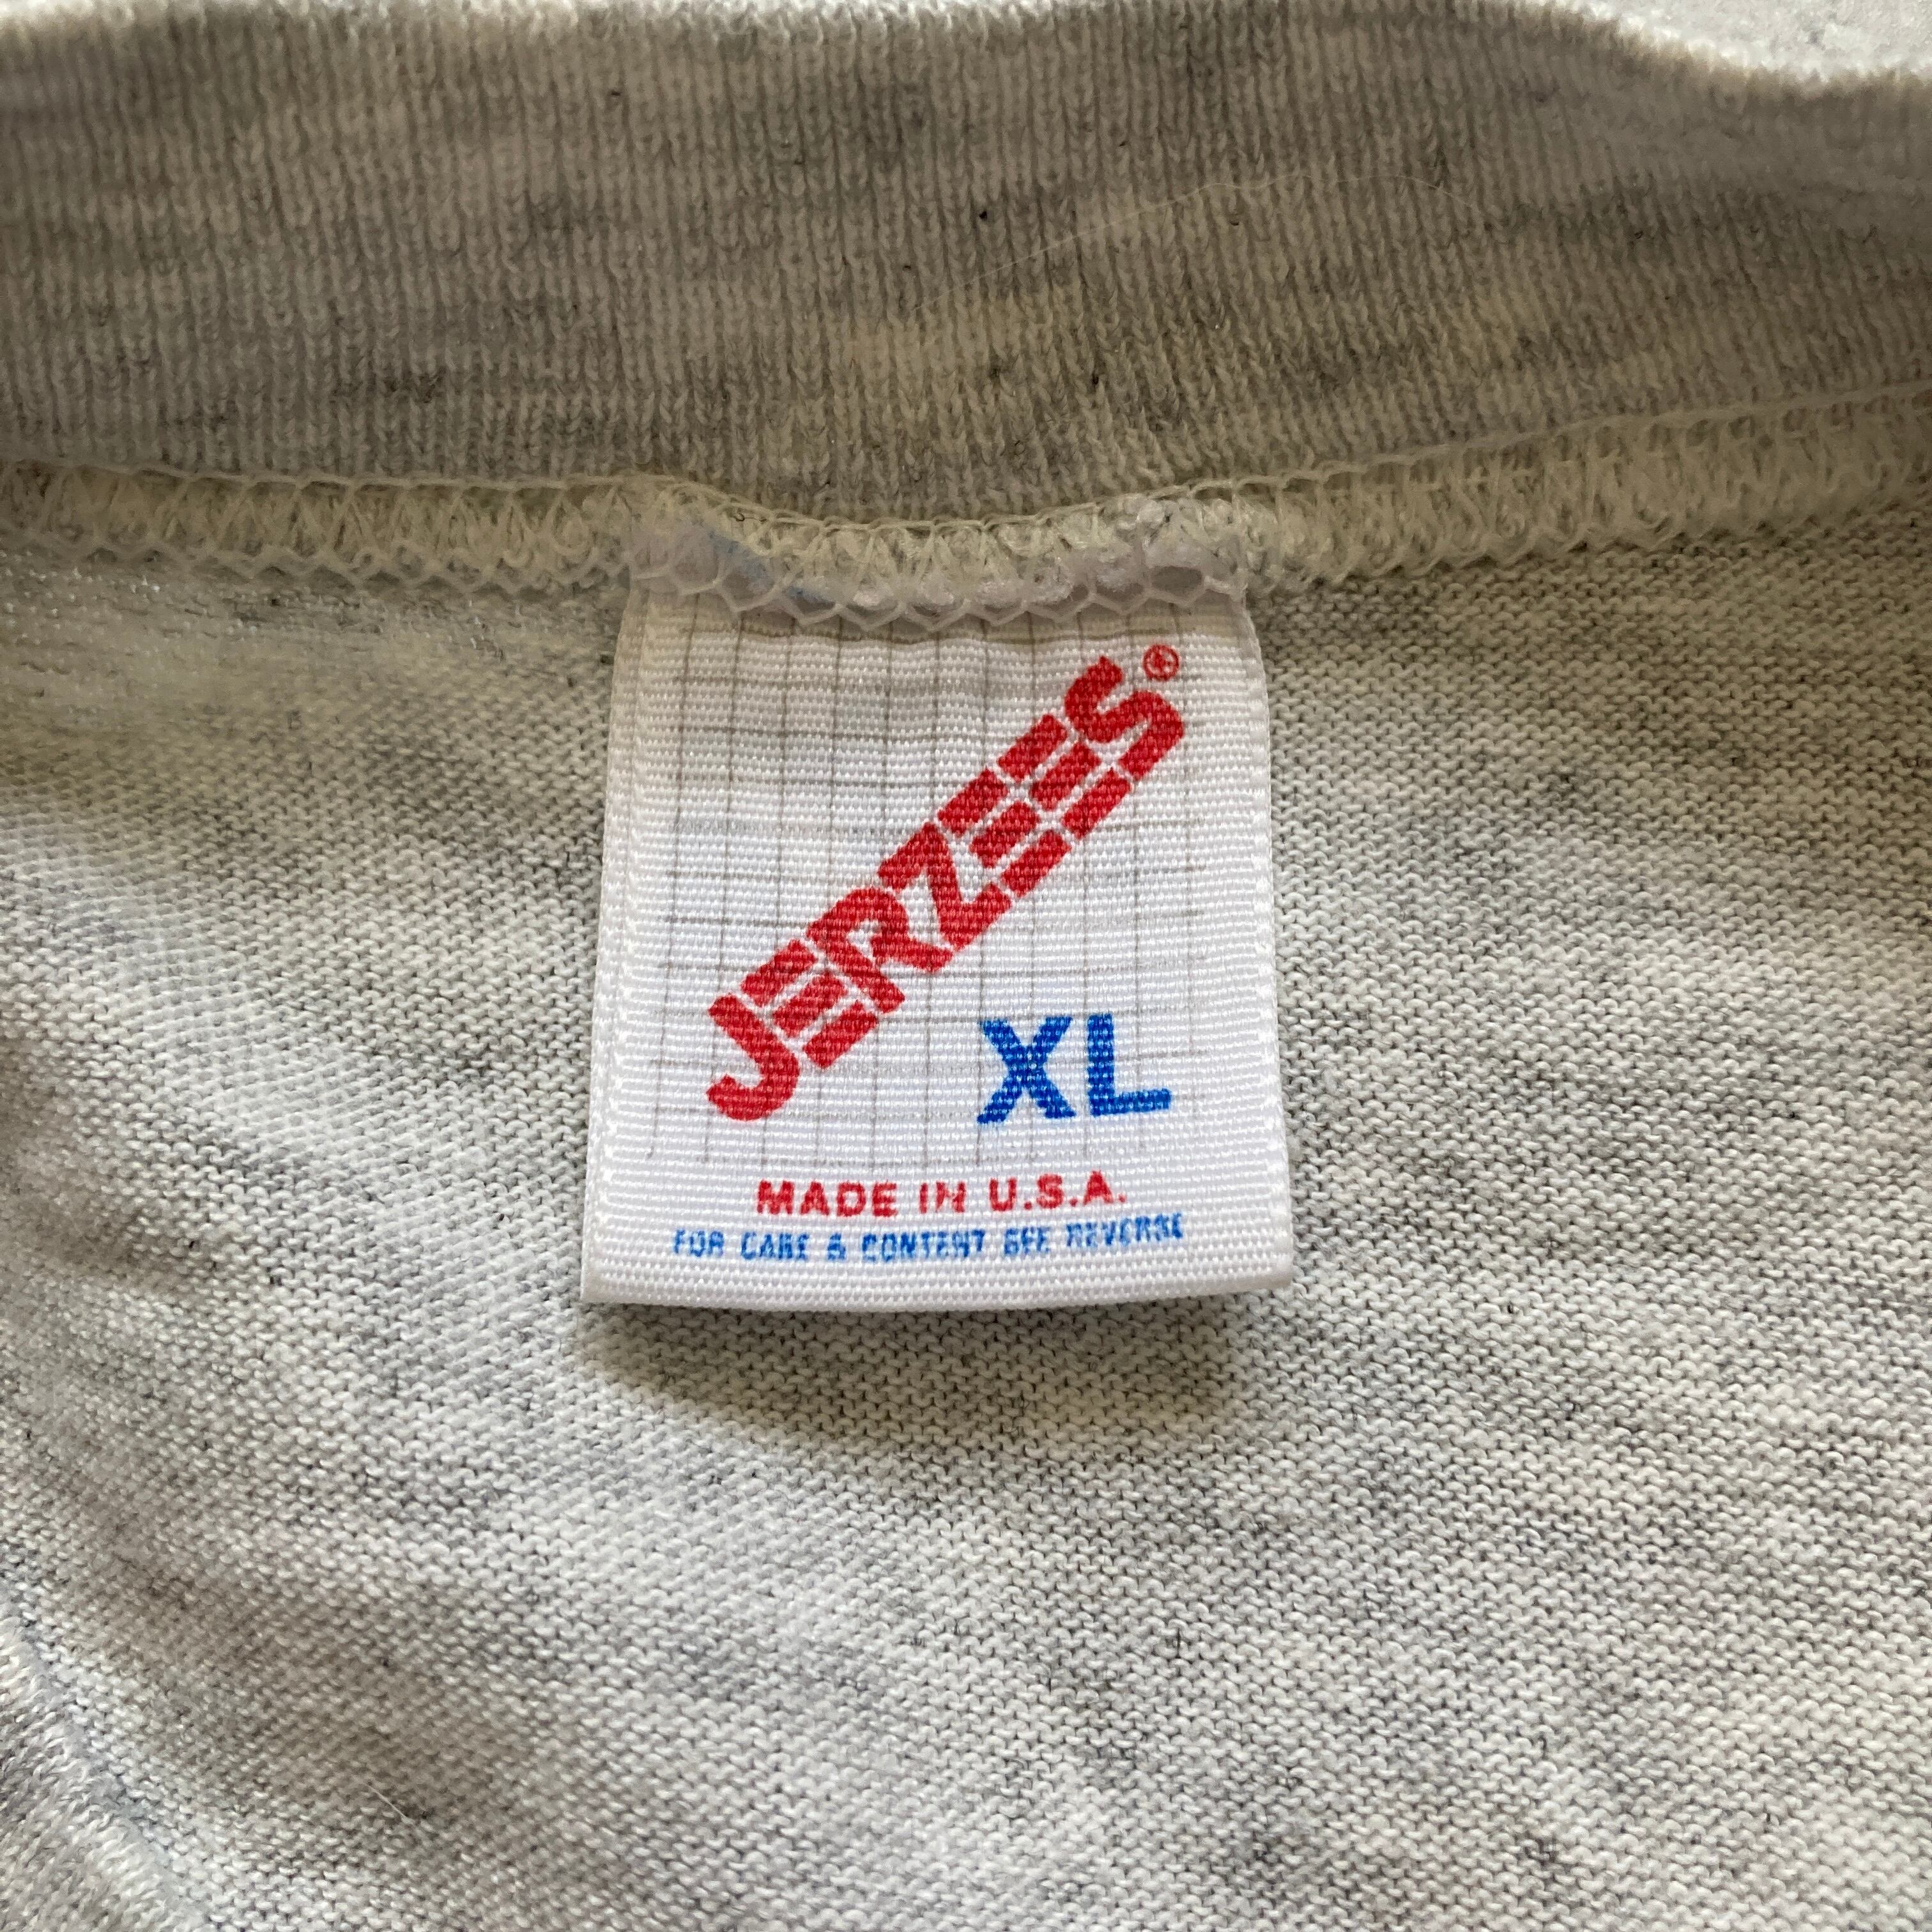 JERZEES®
XL
MADE IN U.S.A.
FOR CARE & CONTENT SEE REVERSE